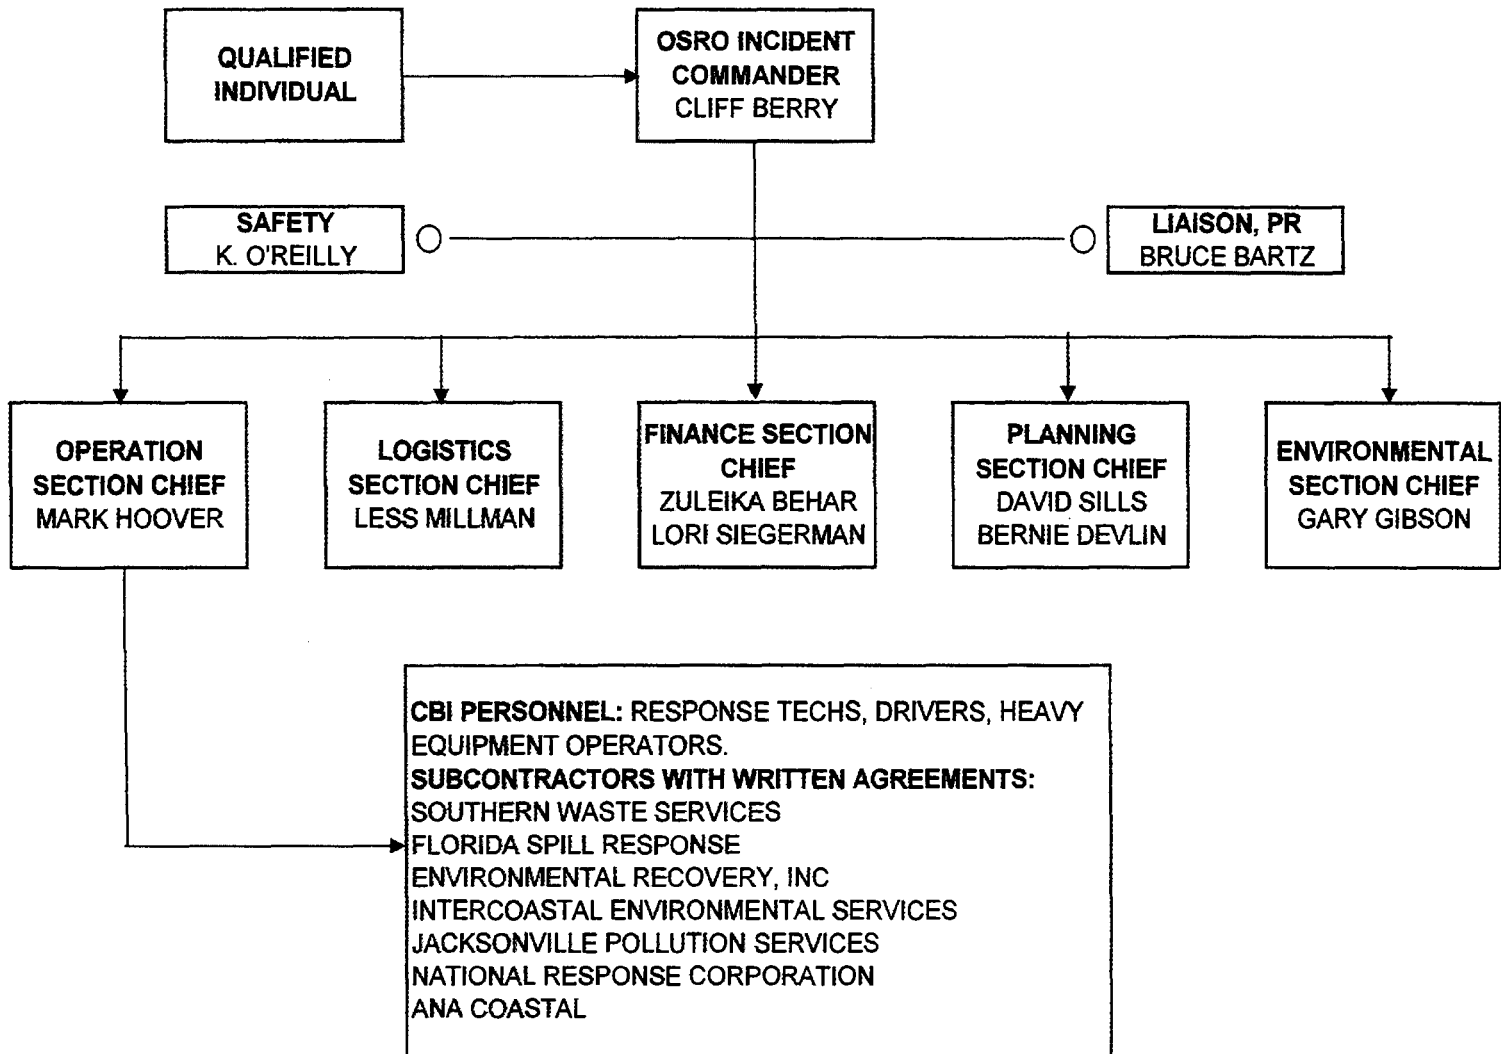 QUALIFIED
INDIVIDUAL
OSRO INCIDENT
COMMANDER
CLIFF BERRY
SAFETY
K. O'REILLY
LIAISON, PR
BRUCE BARTZ
OPERATION
SECTION CHIEF
MARK HOOVER
LOGISTICS
SECTION CHIEF
LESS MILLMAN
FINANCE SECTION
CHIEF
ZULEIKA BEHAR
LORI SIEGERMAN
PLANNING
SECTION CHIEF
DAVID SILLS
BERNIE DEVLIN
ENVIRONMENTAL
SECTION CHIEF
GARY GIBSON
CBI PERSONNEL: RESPONSE TECHS, DRIVERS, HEAVY
EQUIPMENT OPERATORS.
SUBCONTRACTORS WITH WRITTEN AGREEMENTS:
SOUTHERN WASTE SERVICES
FLORIDA SPILL RESPONSE
ENVIRONMENTAL RECOVERY, INC
INTERCOASTAL ENVIRONMENTAL SERVICES
JACKSONVILLE POLLUTION SERVICES
NATIONAL RESPONSE CORPORATION
ANA COASTAL